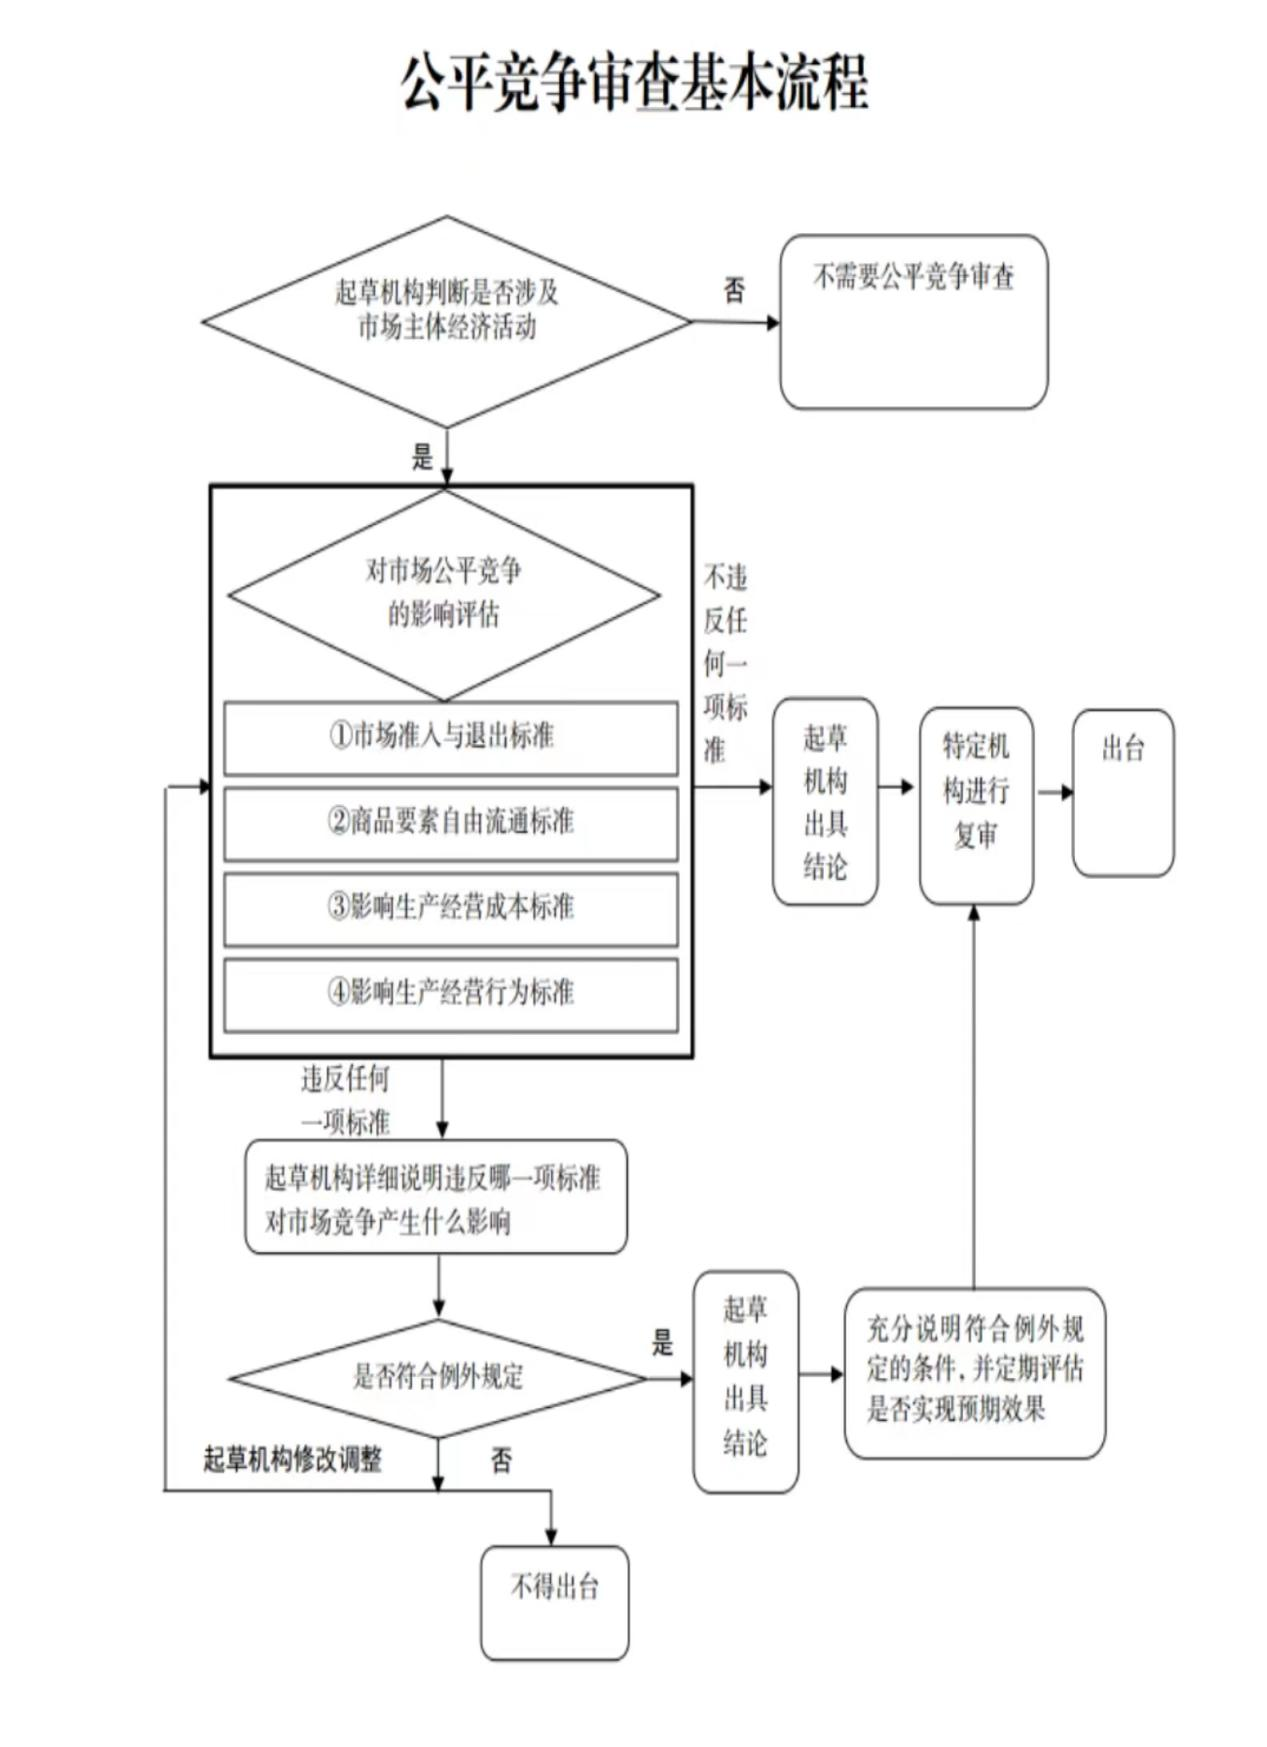 公平竞争审查基本流程
起草机构判断是否涉及
市场主体经济活动
否
不需要公平竞争审查
是
对市场公平竞争
的影响评估
①市场准入与退出标准
②商品要素自由流通标准
③影响生产经营成本标准
④影响生产经营行为标准
不违
反任
何一
项标
准
起草
机构
出具
结论
特定机
构进行
复审
出台
违反任何
一项标准
起草机构详细说明违反哪一项标准
对市场竞争产生什么影响
是否符合例外规定
是
起草
机构
出具
结论
充分说明符合例外规
定的条件，并定期评估
是否实现预期效果
起草机构修改调整
否
不得出台